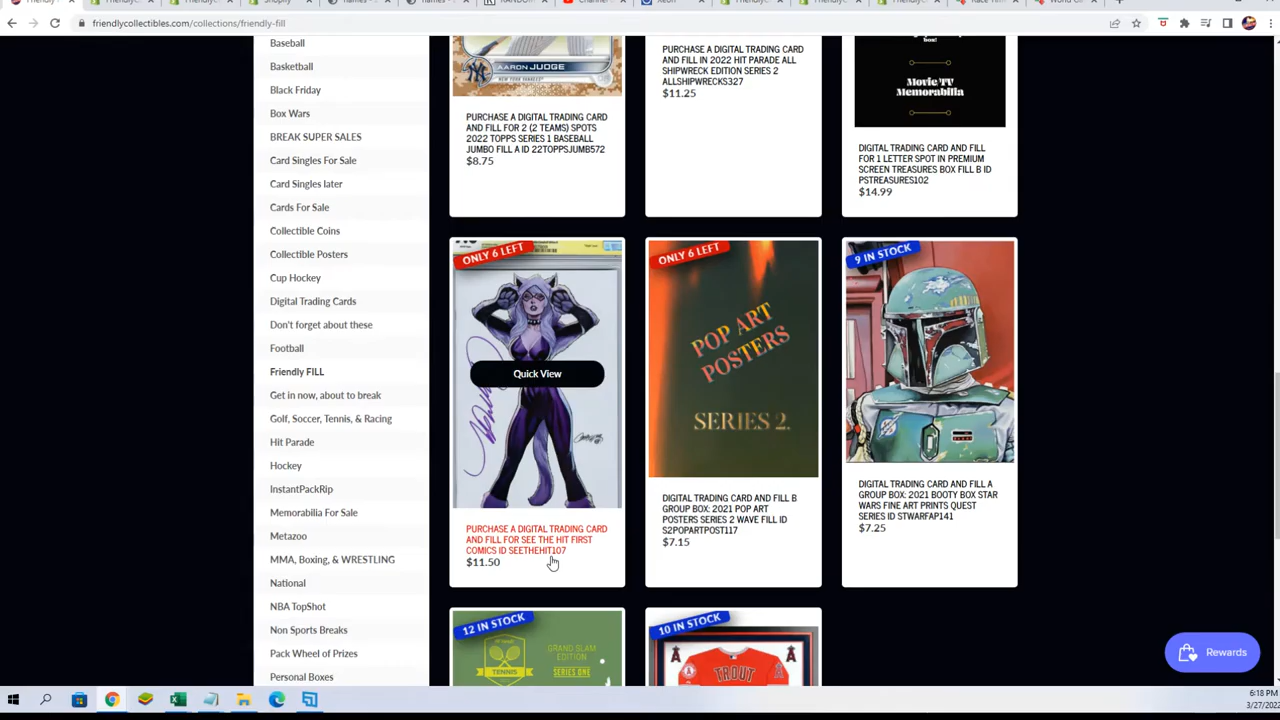 friendlycollectibles.com/collections/friendly-fill
Baseball
Basketball
Black Friday
Box Wars
BREAK SUPER SALES
Card Singles For Sale
Card Singles later
Cards For Sale
Collectible Coins
Collectible Posters
Cup Hockey
Digital Trading Cards
Don't forget about these
Football
Friendly FILL
Get in now, about to break
Golf, Soccer, Tennis, & Racing
Hit Parade
Hockey
InstantPackRip
Memorabilia For Sale
Metazoo
MMA, Boxing, & WRESTLING
National
NBA TopShot
Non Sports Breaks
Pack Wheel of Prizes
Personal Boxes
AARON JUDGE
NEW YORK YANKEES
PURCHASE A DIGITAL TRADING CARD
AND FILL FOR 2 (2 TEAMS) SPOTS
2022 TOPPS SERIES 1 BASEBALL
JUMBO FILL A ID 22TOPPSJUMB572
$8.75
PURCHASE A DIGITAL TRADING CARD
AND FILL IN 2022 HIT PARADE ALL
SHIPWRECK EDITION SERIES 2
ALLSHIPWRECKS327
$11.25
box!
Movie/TV
Memorabilia
DIGITAL TRADING CARD AND FILL
FOR 1 LETTER SPOT IN PREMIUM
SCREEN TREASURES BOX FILL B ID
PSTREASURES102
$14.99
ONLY 6 LEFT
Quick View
PURCHASE A DIGITAL TRADING CARD
AND FILL FOR SEE THE HIT FIRST
COMICS ID SEETHEHIT107
$11.50
ONLY 6 LEFT
POP ART
POSTERS
SERIES 2.
DIGITAL TRADING CARD AND FILL B
GROUP BOX: 2021 POP ART
POSTERS SERIES 2 WAVE FILL ID
S2POPARTPOST117
$7.15
9 IN STOCK
DIGITAL TRADING CARD AND FILL A
GROUP BOX: 2021 BOOTY BOX STAR
WARS FINE ART PRINTS QUEST
SERIES ID STWARFAP141
$7.25
12 IN STOCK
TENNIS
GRAND SLAM
EDITION
SERIES ONE
10 IN STOCK
TROUT
Rewards
6:18 PM